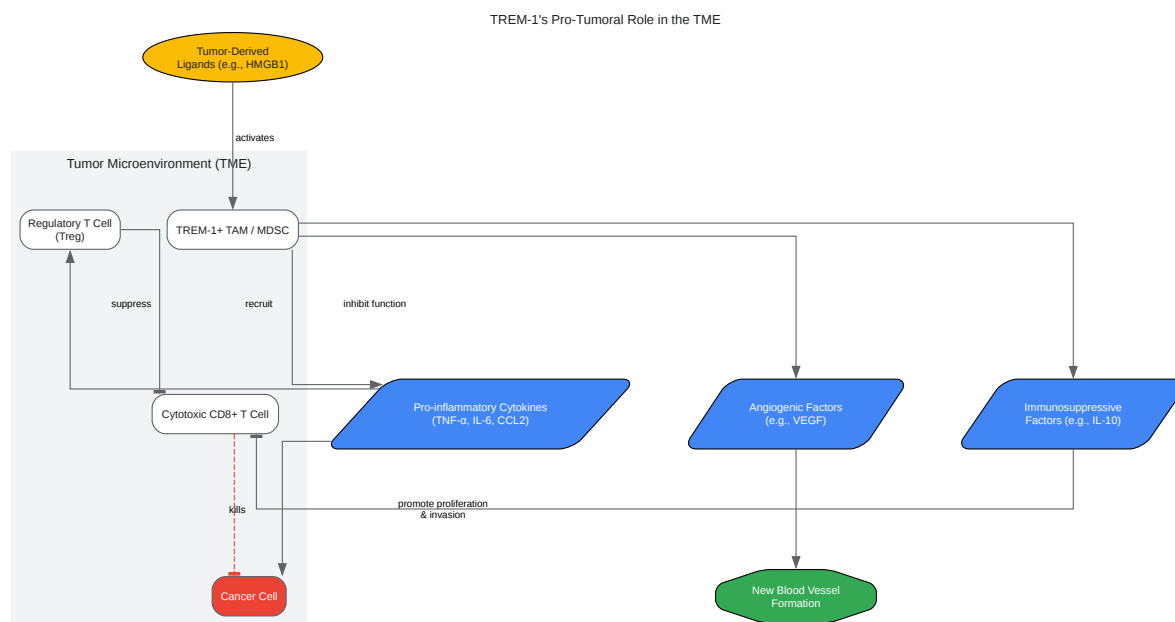 TREM-1's Pro-Tumoral Role in the TME
Tumor-Derived
Ligands (e.g., HMGB1)
activates
Tumor Microenvironment (TME)
Regulatory T Cell
(Treg)
TREM-1+ TAM / MDSC
suppress
recruit
inhibit function
Cytotoxic CD8+ T Cell
Pro-inflammatory Cytokines
(TNF-α, IL-6, CCL2)
Angiogenic Factors
(e.g., VEGF)
Immunosuppressive
Factors (e.g., IL-10)
kills
promote proliferation
& invasion
Cancer Cell
New Blood Vessel
Formation